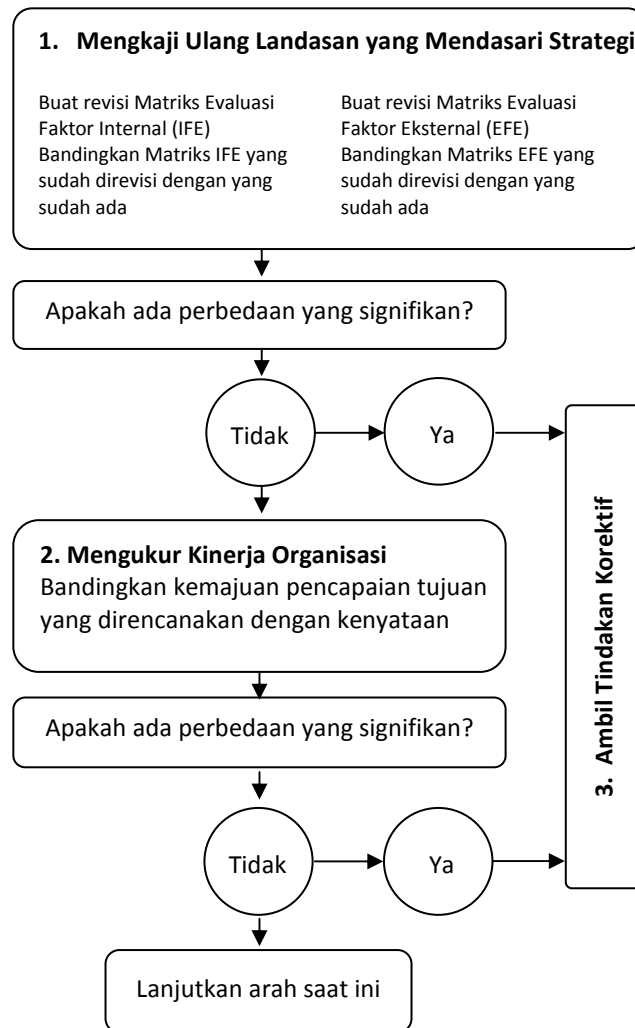 1. Mengkaji Ulang Landasan yang Mendasari Strategi
Buat revisi Matriks Evaluasi
Faktor Internal (IFE)
Bandingkan Matriks IFE yang
sudah direvisi dengan yang
sudah ada
Buat revisi Matriks Evaluasi
Faktor Eksternal (EFE)
Bandingkan Matriks EFE yang
sudah direvisi dengan yang
sudah ada
Apakah ada perbedaan yang signifikan?
Tidak
Ya
2. Mengukur Kinerja Organisasi
Bandingkan kemajuan pencapaian tujuan
yang direncanakan dengan kenyataan
Apakah ada perbedaan yang signifikan?
Tidak
Ya
3. Ambil Tindakan Korektif
Lanjutkan arah saat ini